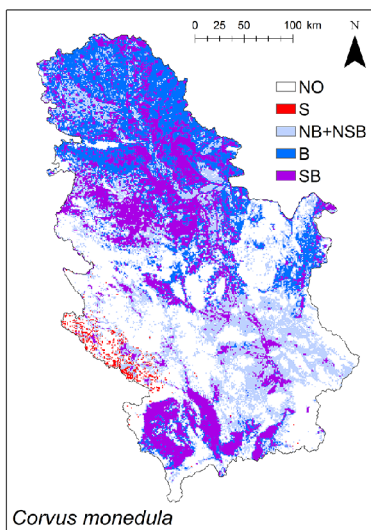 0 25 50 100 km
N
NO
S
NB+NSB
B
SB
Corvus monedula